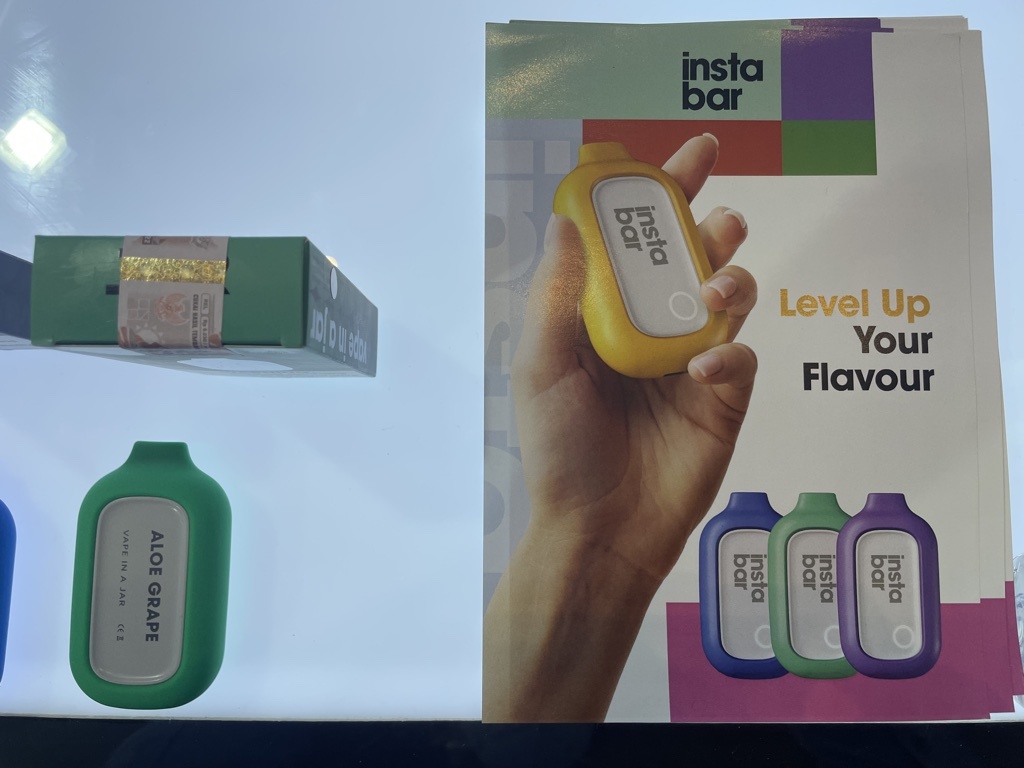 insta
bar
insta
bar
Level Up
Your
Flavour
insta
bar
insta
bar
insta
bar
vape in a jar
ALOE GRAPE
VAPE IN A JAR
CE